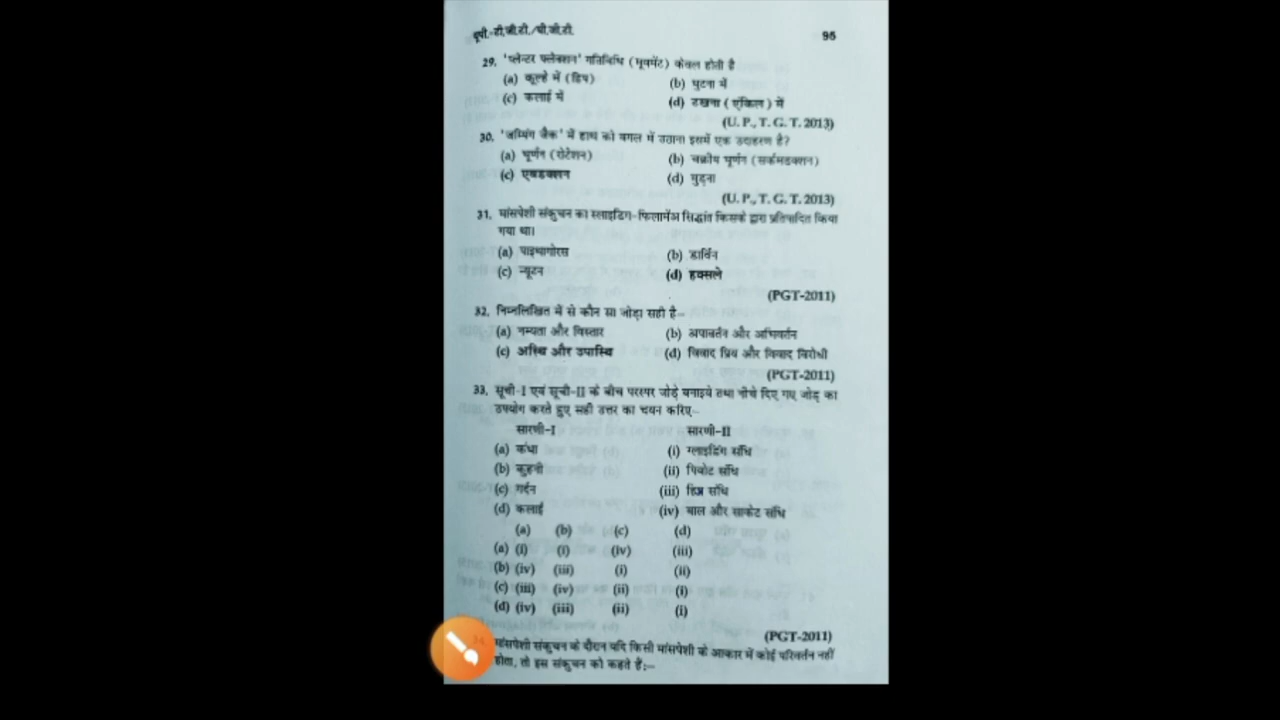 यूपी.-टी.जी.टी./पी.जी.टी. 95
29. 'प्लेन्टर फ्लेक्शन' गतिविधि (मूवमेंट) केवल होती है
(a) कूल्हे में (हिप) (b) घुटना में
(c) कलाई में (d) टखना (एंकिल) में
(U. P., T. G. T. 2013)
30. 'जम्पिंग जैक' में हाथ को बगल में उठाना इसमें एक उदाहरण है?
(a) घूर्णन (रोटेशन) (b) चक्रीय घूर्णन (सर्कमडक्शन)
(c) एबडक्शन (d) मुड़ना
(U. P., T. G. T. 2013)
31. मांसपेशी संकुचन का स्लाइडिंग-फिलामेंअ सिद्धांत किसके द्वारा प्रतिपादित किया
गया था।
(a) पाइथागोरस (b) डार्विन
(c) न्यूटन (d) हक्सले
(PGT-2011)
32. निम्नलिखित में से कौन सा जोड़ा सही है-
(a) नम्यता और विस्तार (b) अपावर्तन और अभिवर्तन
(c) अस्थि और उपास्थि (d) विवाद प्रिय और विवाद विरोधी
(PGT-2011)
33. सूची-I एवं सूची-II के बीच परस्पर जोड़े बनाइये तथा नीचे दिए गए जोड़ का
उपयोग करते हुए सही उत्तर का चयन करिए-
सारणी-I सारणी-II
(a) कंधा (i) ग्लाइडिंग संधि
(b) कुहनी (ii) पिवोट संधि
(c) गर्दन (iii) हिन्ज संधि
(d) कलाई (iv) बाल और साकेट संधि
(a) (b) (c) (d)
(a) (i) (i) (iv) (iii)
(b) (iv) (iii) (i) (ii)
(c) (iii) (iv) (ii) (i)
(d) (iv) (iii) (ii) (i)
(PGT-2011)
मांसपेशी संकुचन के दौरान यदि किसी मांसपेशी के आकार में कोई परिवर्तन नहीं
होता, तो इस संकुचन को कहते हैं:-